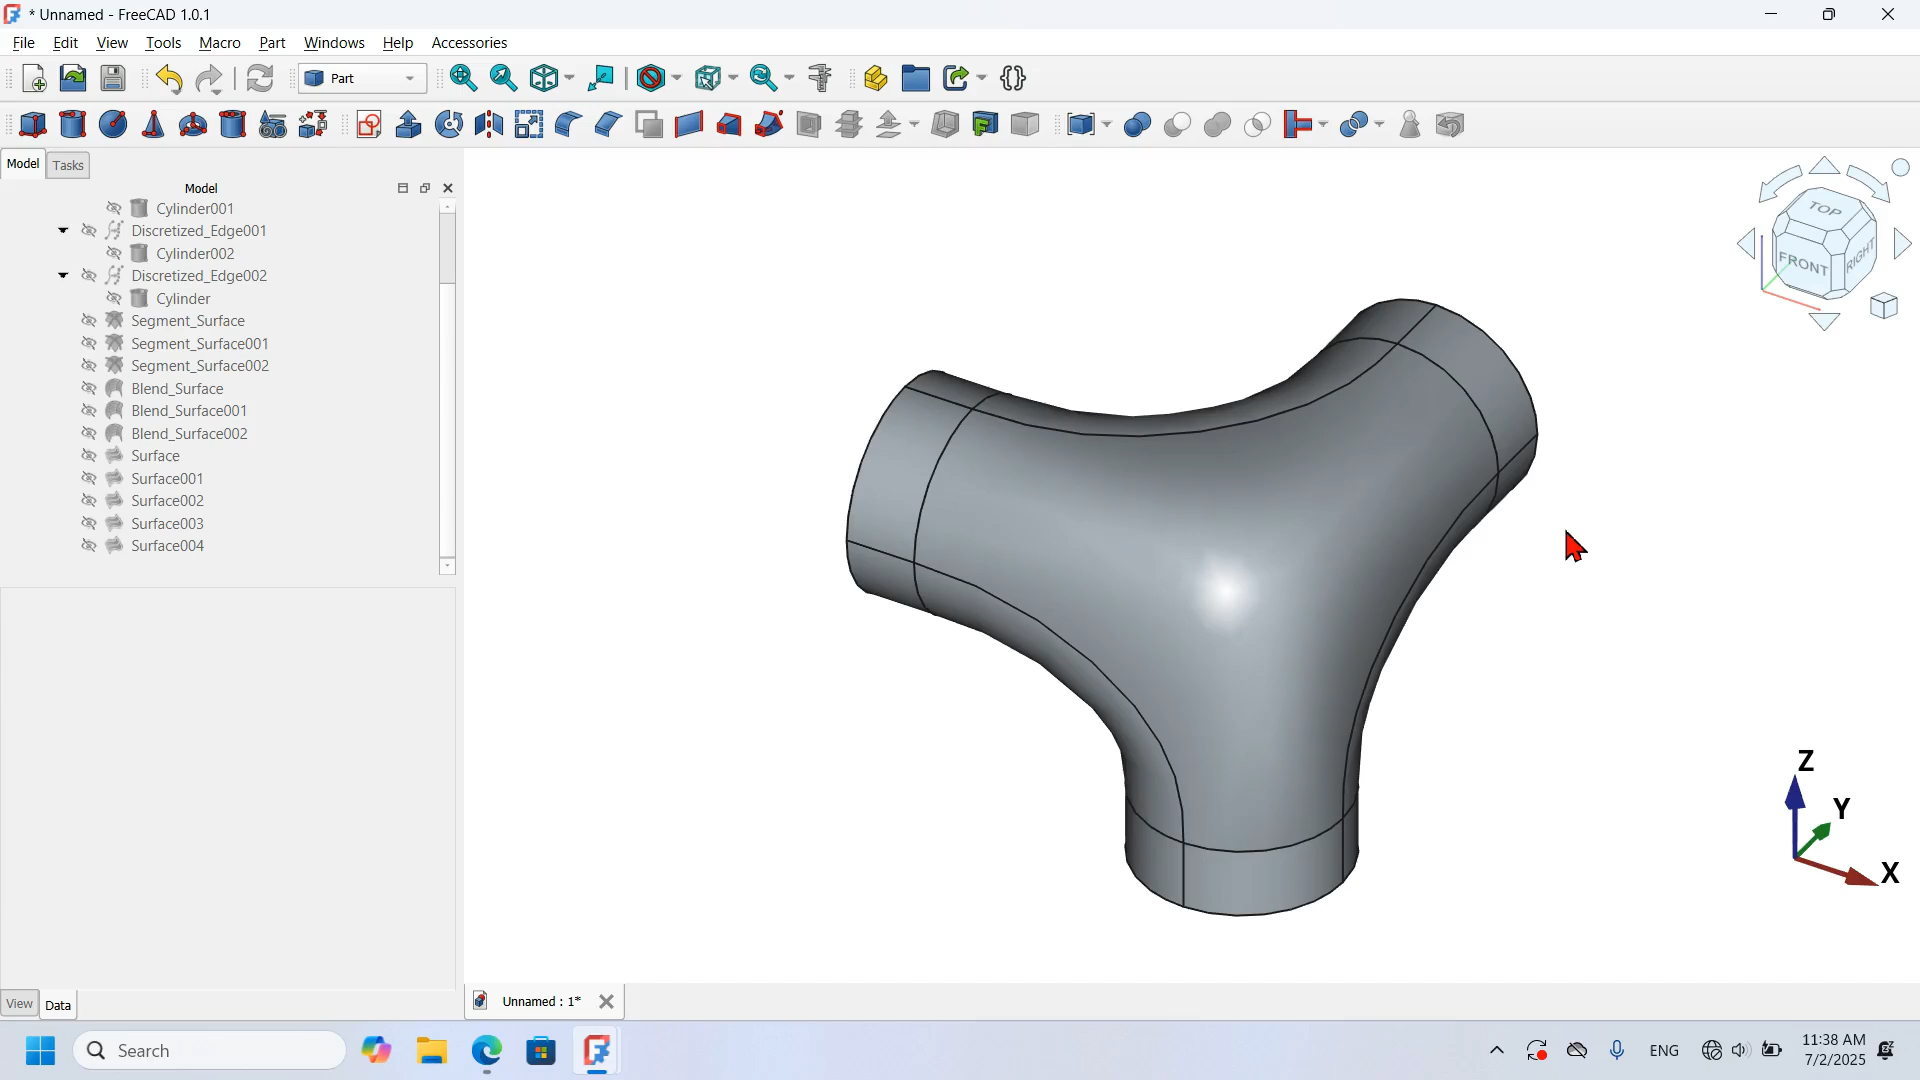 * Unnamed - FreeCAD 1.0.1
File Edit View Tools Macro Part Windows Help Accessories
Part
Model Tasks
Model
Cylinder001
Discretized_Edge001
Cylinder002
Discretized_Edge002
Cylinder
Segment_Surface
Segment_Surface001
Segment_Surface002
Blend_Surface
Blend_Surface001
Blend_Surface002
Surface
Surface001
Surface002
Surface003
Surface004
TOP
FRONT RIGHT
Z
Y
X
View Data
Unnamed : 1*
Search
ENG
11:38 AM
7/2/2025